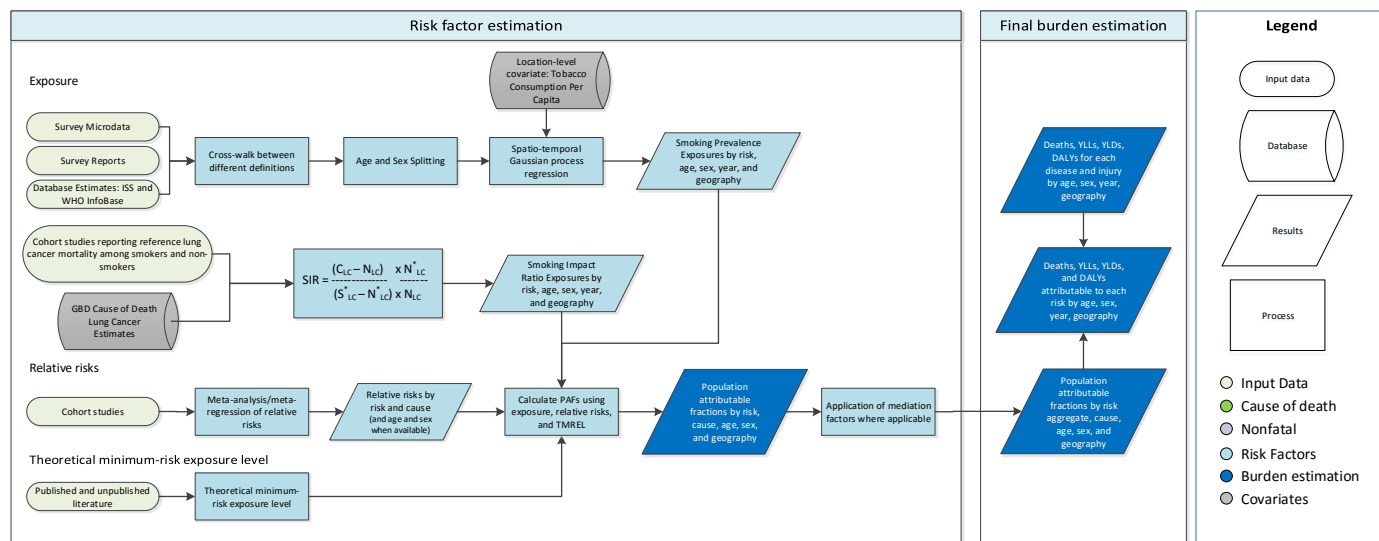 Risk factor estimation
Final burden estimation
Legend
Exposure
Location-level
covariate: Tobacco
Consumption Per
Capita
Survey Microdata
Survey Reports
Database Estimates: ISS and
WHO InfoBase
Cross-walk between
different definitions
Age and Sex Splitting
Spatio-temporal
Gaussian process
regression
Smoking Prevalence
Exposures by risk,
age, sex, year, and
geography
Cohort studies reporting reference lung
cancer mortality among smokers and non-
smokers
GBD Cause of Death
Lung Cancer
Estimates
SIR = (C_LC – N_LC) x N*_LC
---------------- -------
(S*_LC – N*_LC) x N_LC
Smoking Impact
Ratio Exposures by
risk, age, sex, year,
and geography
Relative risks
Cohort studies
Meta-analysis/meta-
regression of relative
risks
Relative risks by
risk and cause
(and age and sex
when available)
Calculate PAFs using
exposure, relative risks,
and TMREL
Population
attributable
fractions by risk,
cause, age, sex,
and geography
Application of mediation
factors where applicable
Theoretical minimum-risk exposure level
Published and unpublished
literature
Theoretical minimum-
risk exposure level
Deaths, YLLs, YLDs,
DALYs for each
disease and injury
by age, sex, year,
geography
Deaths, YLLs, YLDs,
and DALYs
attributable to each
risk by age, sex,
year, geography
Population
attributable
fractions by risk
aggregate, cause,
age, sex, and
geography
Input data
Database
Results
Process
Input Data
Cause of death
Nonfatal
Risk Factors
Burden estimation
Covariates